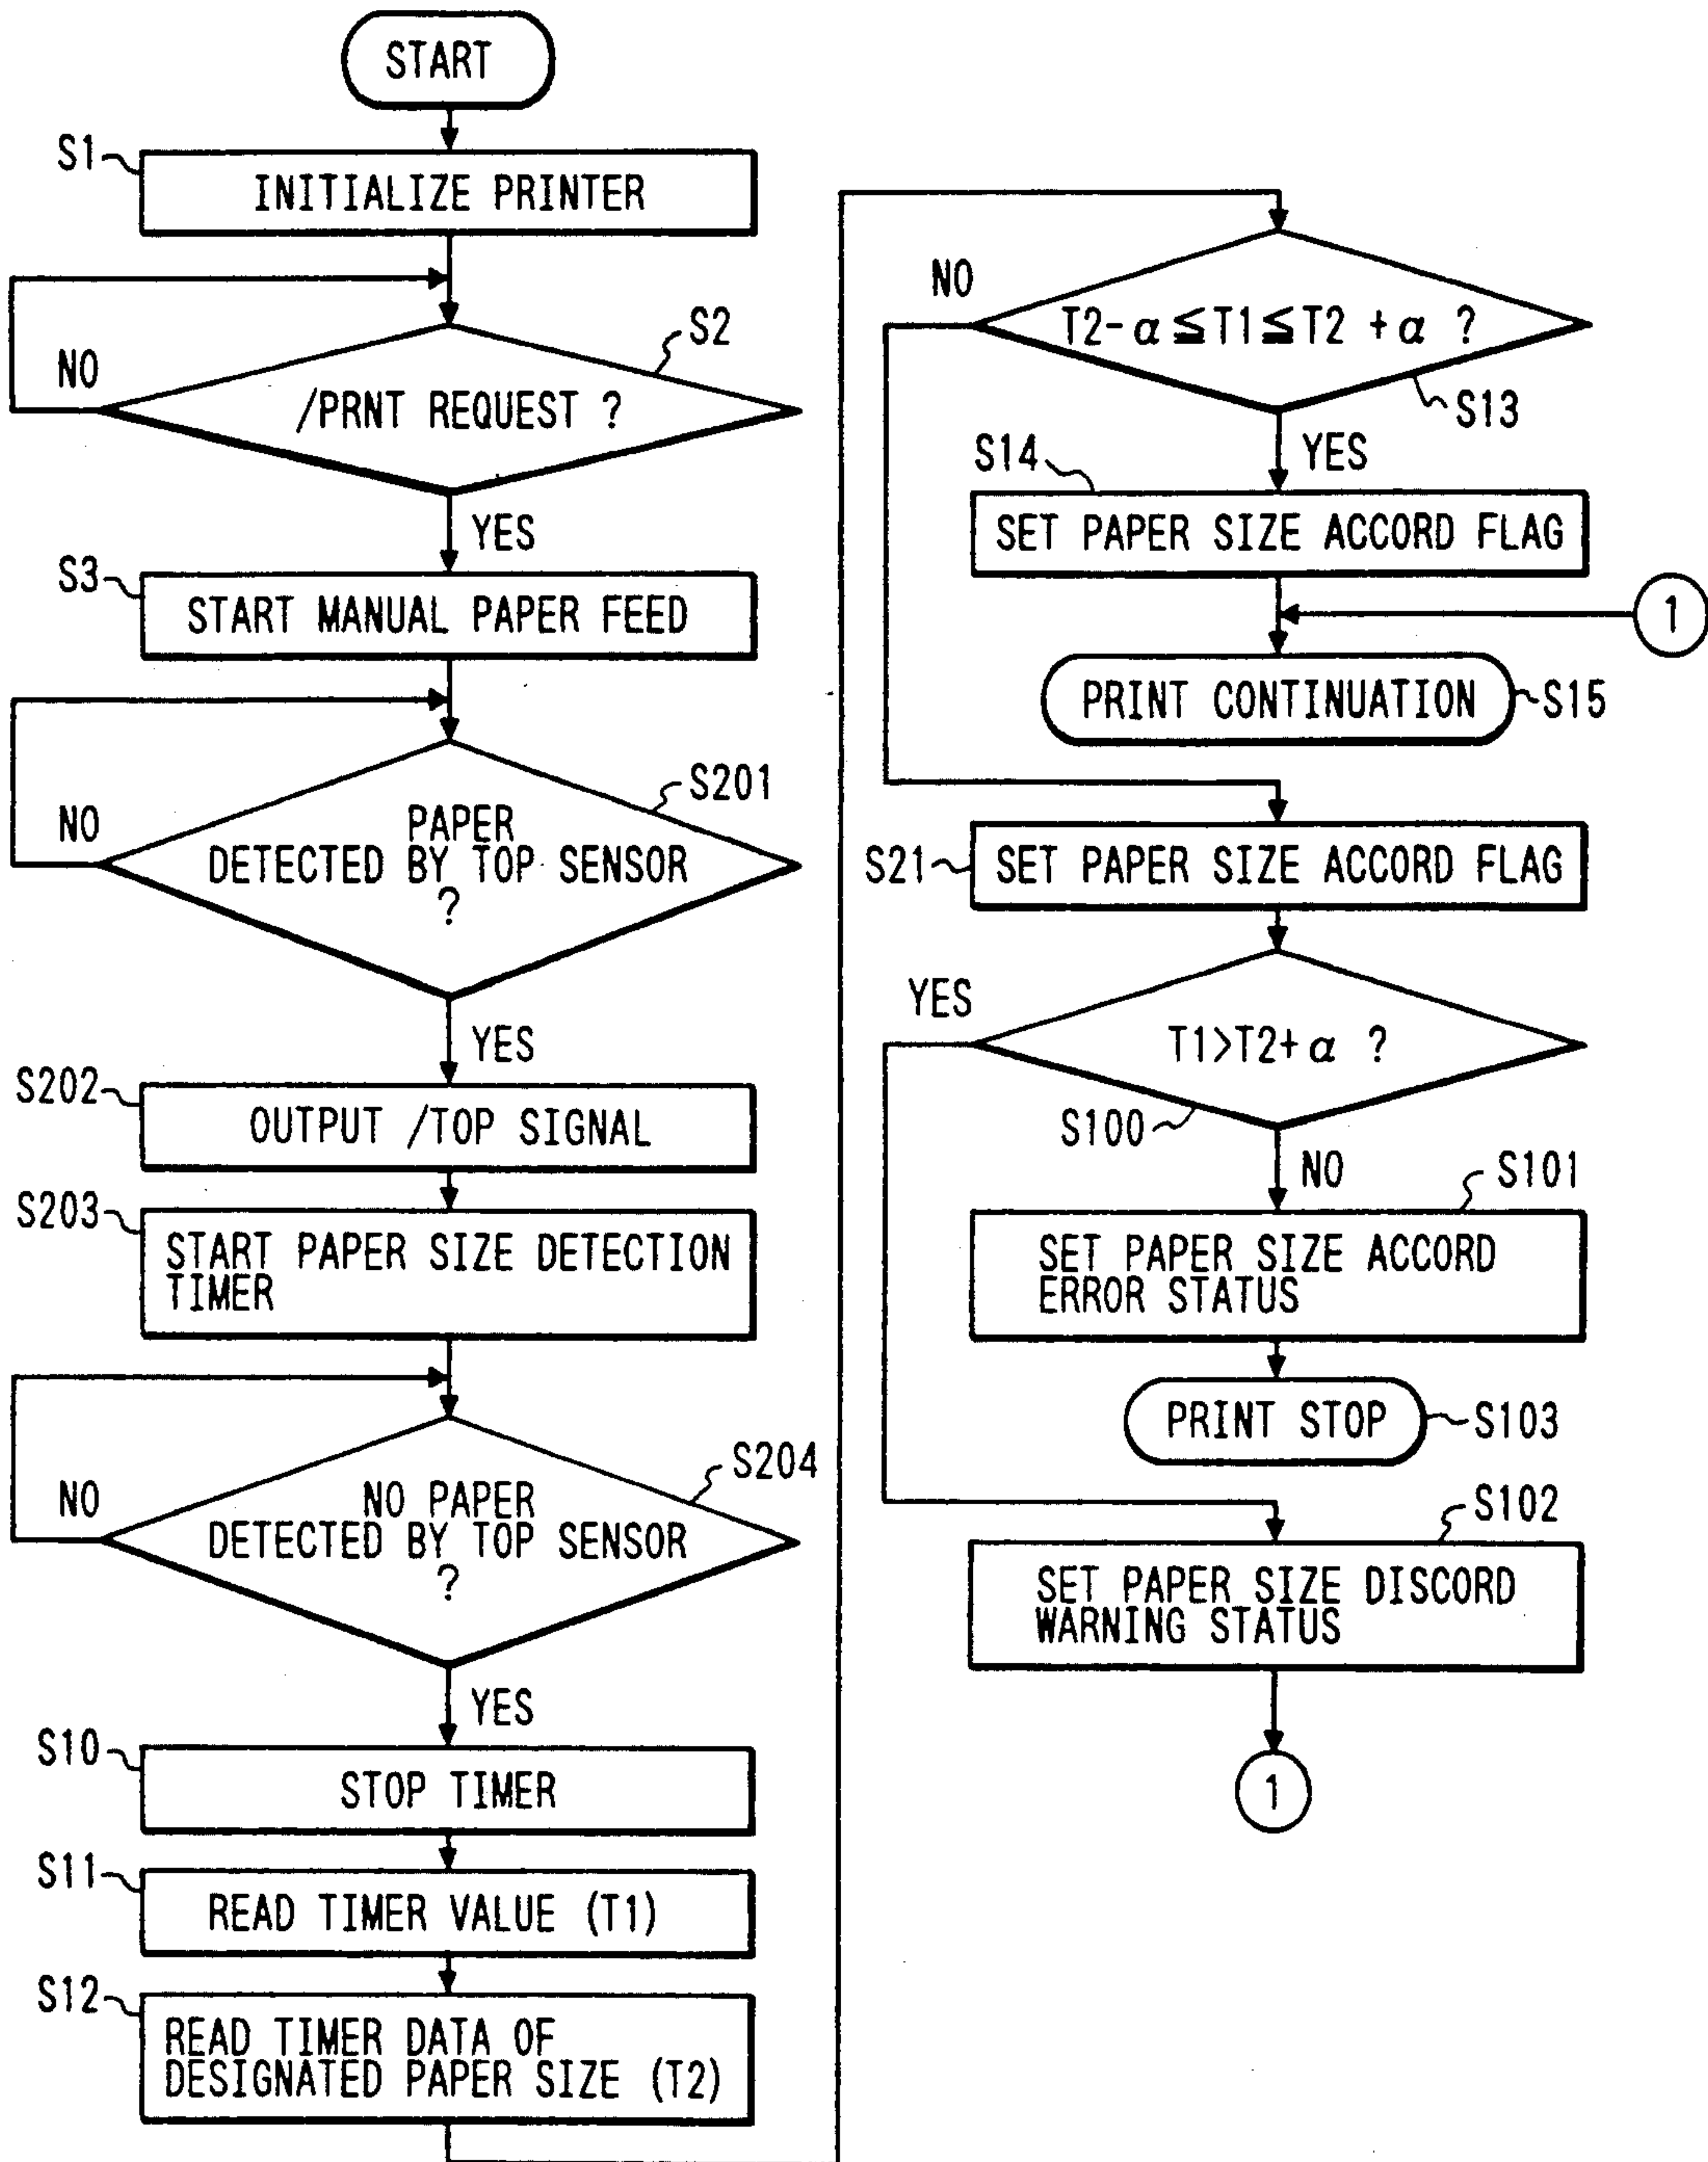 START
S1
INITIALIZE PRINTER
S2
NO
/PRNT REQUEST ?
YES
S3
START MANUAL PAPER FEED
S201
NO
PAPER
DETECTED BY TOP SENSOR
?
YES
S202
OUTPUT /TOP SIGNAL
S203
START PAPER SIZE DETECTION
TIMER
S204
NO
NO PAPER
DETECTED BY TOP SENSOR
?
YES
S10
STOP TIMER
S11
READ TIMER VALUE (T1)
S12
READ TIMER DATA OF
DESIGNATED PAPER SIZE (T2)
NO
T2-α≦T1≦T2 +α ?
S13
YES
S14
SET PAPER SIZE ACCORD FLAG
1
PRINT CONTINUATION
S15
S21
SET PAPER SIZE ACCORD FLAG
YES
T1>T2+α ?
S100
NO
S101
SET PAPER SIZE ACCORD
ERROR STATUS
PRINT STOP
S103
S102
SET PAPER SIZE DISCORD
WARNING STATUS
1